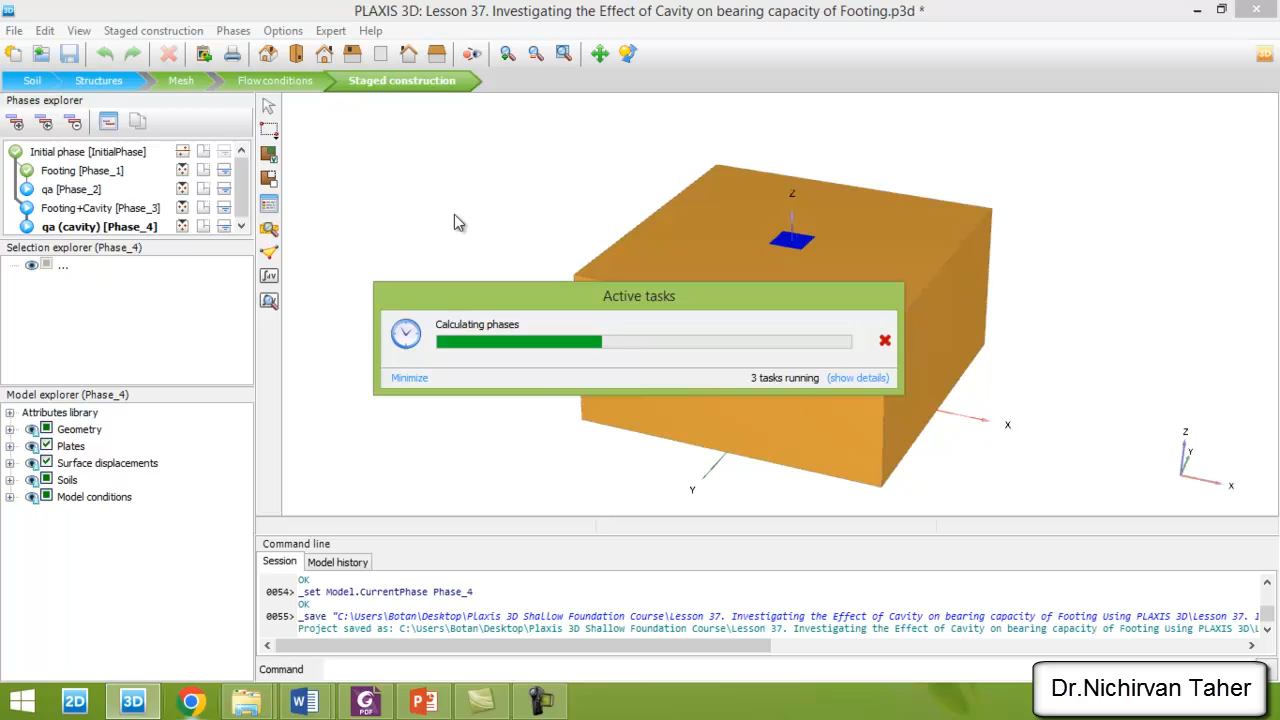 PLAXIS 3D: Lesson 37. Investigating the Effect of Cavity on bearing capacity of Footing.p3d *
File Edit View Staged construction Phases Options Expert Help
Soil Structures Mesh Flow conditions Staged construction
Phases explorer
Initial phase [InitialPhase]
Footing [Phase_1]
qa [Phase_2]
Footing+Cavity [Phase_3]
qa (cavity) [Phase_4]
Selection explorer (Phase_4)
...
Model explorer (Phase_4)
Attributes library
Geometry
Plates
Surface displacements
Soils
Model conditions
Z
Active tasks
Calculating phases
Minimize 3 tasks running (show details)
X
Y
Z
Y
X
Command line
Session Model history
OK
0054> _set Model.CurrentPhase Phase_4
OK
0055> _save "C:\Users\Botan\Desktop\Plaxis 3D Shallow Foundation Course\Lesson 37. Investigating the Effect of Cavity on bearing capacity of Footing Using PLAXIS 3D\Lesson 37. I
Project saved as: C:\Users\Botan\Desktop\Plaxis 3D Shallow Foundation Course\Lesson 37. Investigating the Effect of Cavity on bearing capacity of Footing Using PLAXIS 3D\L
Command
2D 3D PDF
Dr.Nichirvan Taher